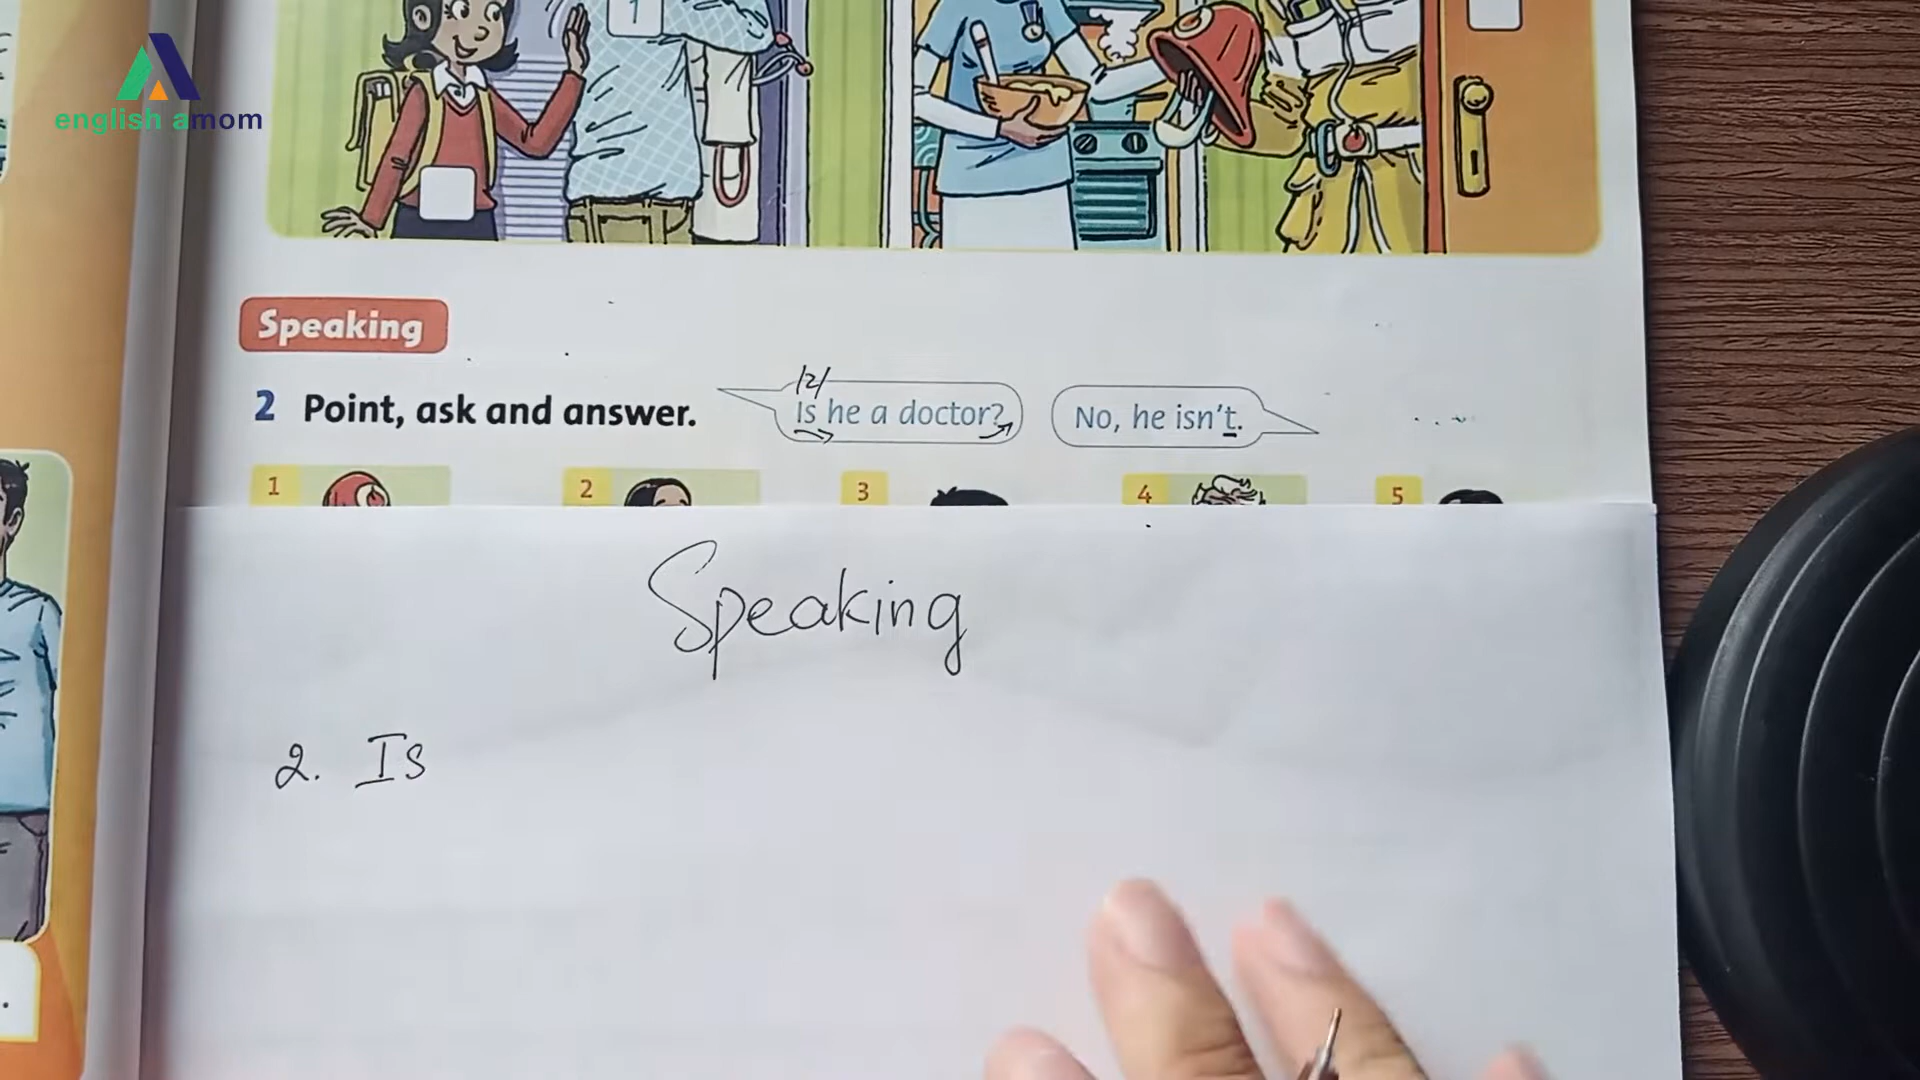 english amom
1
Speaking
/z/
2 Point, ask and answer.
Is he a doctor?
No, he isn't.
1 2 3 4 5
Speaking
2. Is